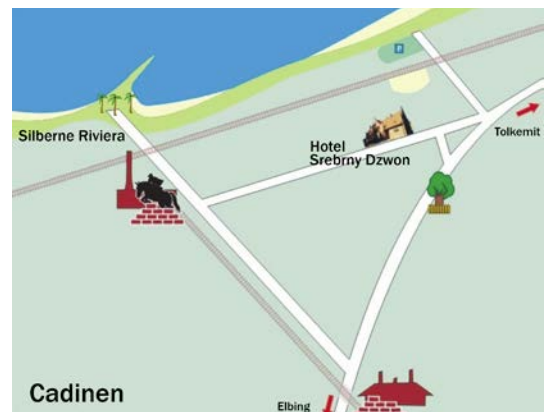 P
Silberne Riviera
Hotel
Srebrny Dzwon
Tolkemit
Cadinen
Elbing